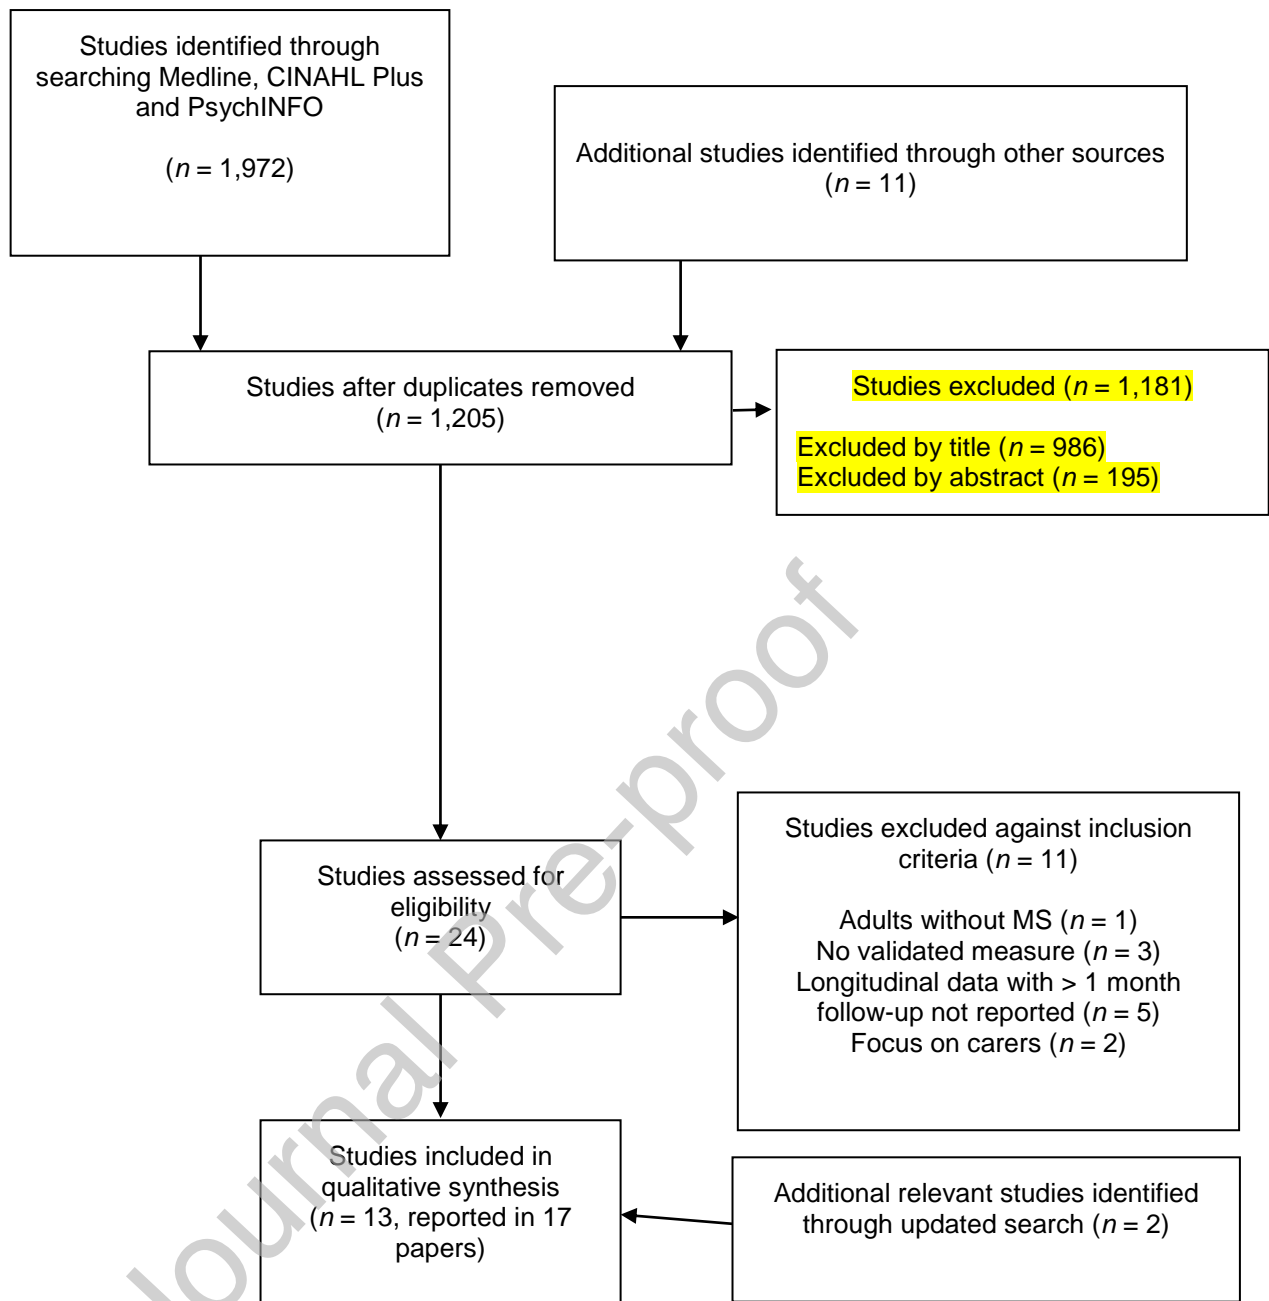 Studies identified through
searching Medline, CINAHL Plus
and PsychINFO
(n = 1,972)
Additional studies identified through other sources
(n = 11)
Studies after duplicates removed
(n = 1,205)
Studies excluded (n = 1,181)
Excluded by title (n = 986)
Excluded by abstract (n = 195)
Studies assessed for
eligibility
(n = 24)
Studies excluded against inclusion
criteria (n = 11)
Adults without MS (n = 1)
No validated measure (n = 3)
Longitudinal data with > 1 month
follow-up not reported (n = 5)
Focus on carers (n = 2)
Studies included in
qualitative synthesis
(n = 13, reported in 17
papers)
Additional relevant studies identified
through updated search (n = 2)
Journal Pre-proof